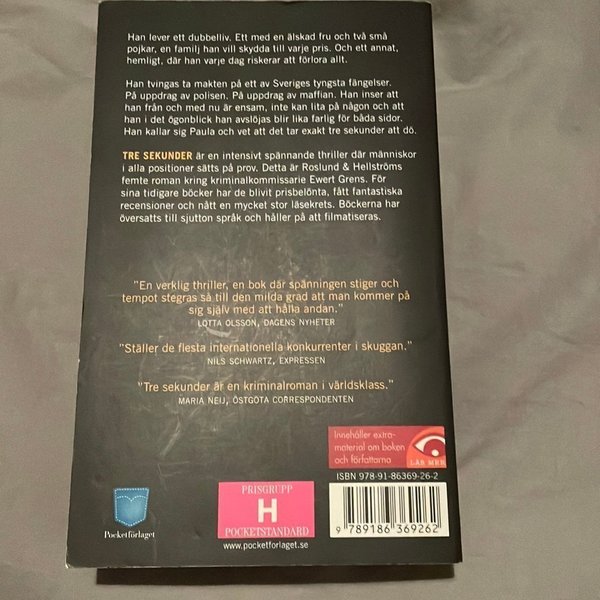 Han lever ett dubbelliv. Ett med en älskad fru och två små
pojkar, en familj han vill skydda till varje pris. Och ett annat,
hemligt, där han varje dag riskerar att förlora allt.
Han tvingas ta makten på ett av Sveriges tyngsta fängelser.
På uppdrag av polisen. På uppdrag av maffian. Han inser att
han från och med nu är ensam, inte kan lita på någon och att
han i det ögonblick han avslöjas blir lika farlig för båda sidor.
Han kallar sig Paula och vet att det tar exakt tre sekunder att dö.
TRE SEKUNDER är en intensivt spännande thriller där människor
i alla positioner sätts på prov. Detta är Roslund & Hellströms
femte roman kring kriminalkommissarie Ewert Grens. För
sina tidigare böcker har de blivit prisbelönta, fått fantastiska
recensioner och nått en mycket stor läsekrets. Böckerna har
översatts till sjutton språk och håller på att filmatiseras.
"En verklig thriller, en bok där spänningen stiger och
tempot stegras så till den milda grad att man kommer på
sig själv med att hålla andan."
LOTTA OLSSON, DAGENS NYHETER
"Ställer de flesta internationella konkurrenter i skuggan."
NILS SCHWARTZ, EXPRESSEN
"Tre sekunder är en kriminalroman i världsklass."
MARIA NEIJ, ÖSTGÖTA CORRESPONDENTEN
Innehåller extra-
material om boken
och författarna
LÄS MER
ISBN 978-91-86369-26-2
9 789186 369262
PRISGRUPP
H
POCKETSTANDARD
www.pocketforlaget.se
Pocketförlaget